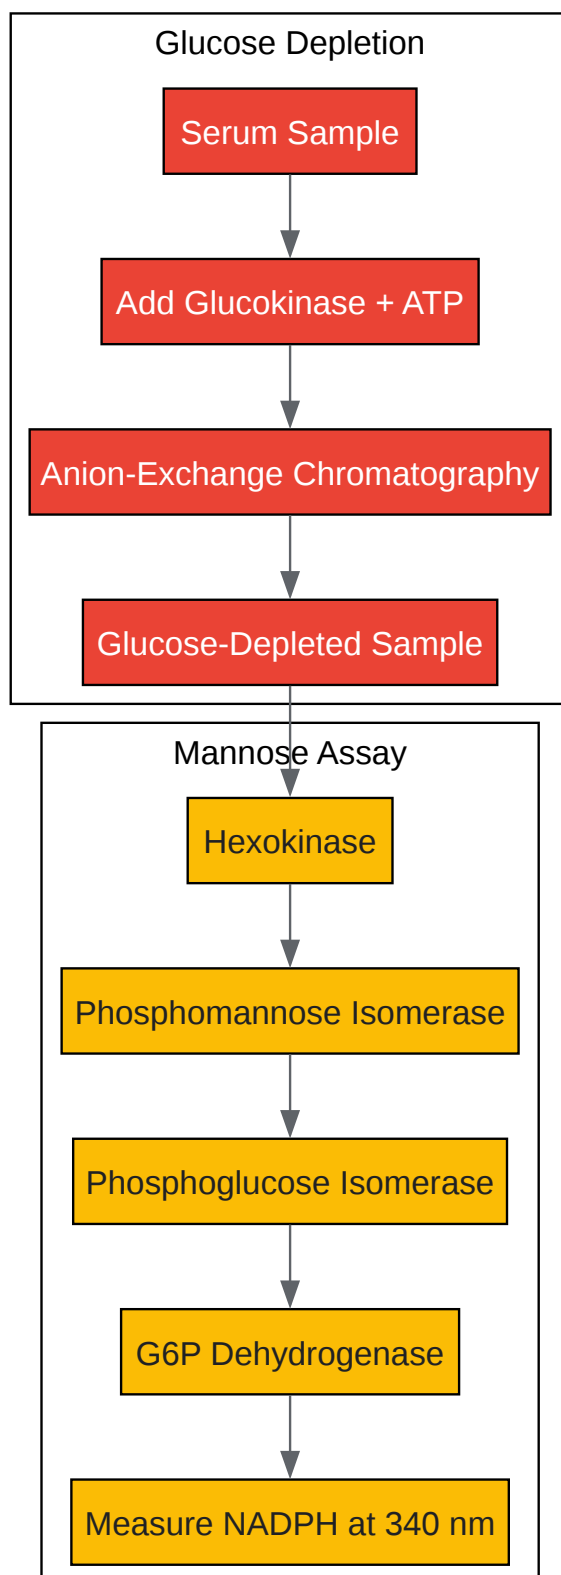 Glucose Depletion
Serum Sample
Add Glucokinase + ATP
Anion-Exchange Chromatography
Glucose-Depleted Sample
Mannose Assay
Hexokinase
Phosphomannose Isomerase
Phosphoglucose Isomerase
G6P Dehydrogenase
Measure NADPH at 340 nm